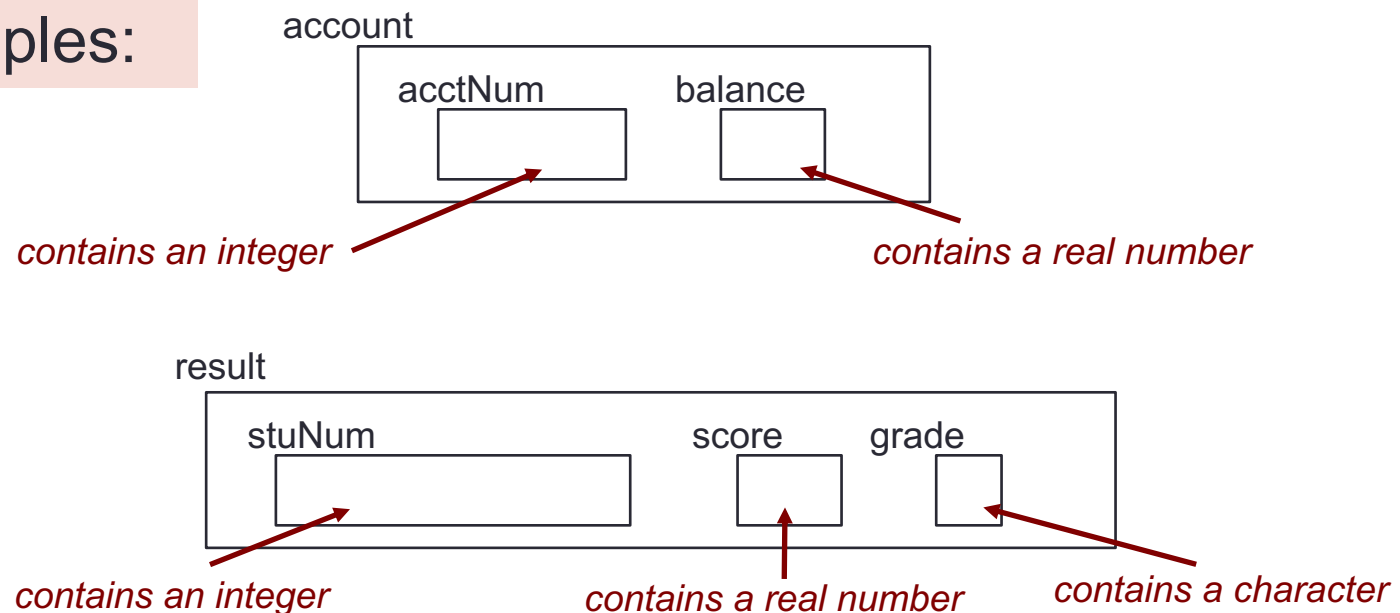 ples:
account
acctNum balance
contains an integer contains a real number
result
stuNum score grade
contains an integer contains a real number contains a character